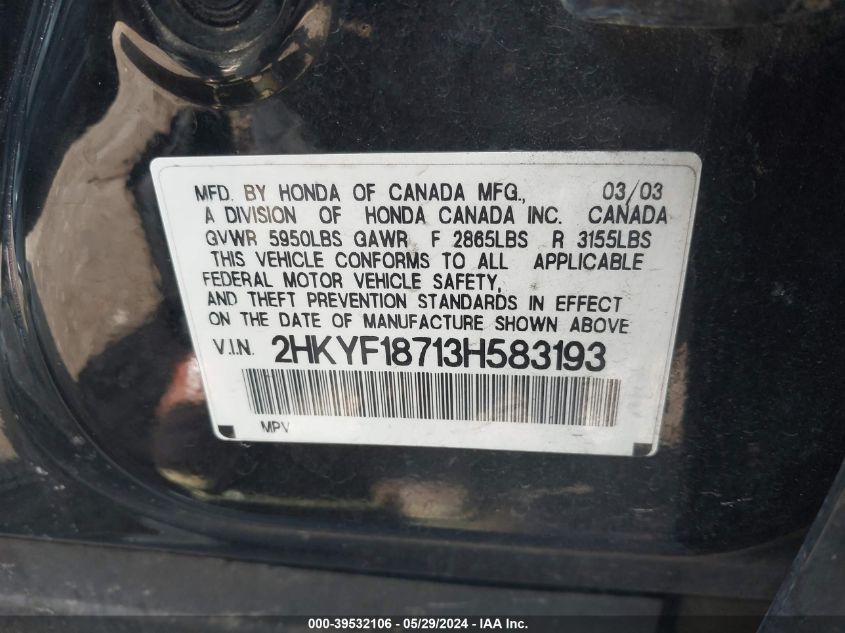 MFD. BY HONDA OF CANADA MFG., 03/03
A DIVISION OF HONDA CANADA INC. CANADA
GVWR 5950LBS GAWR F 2865LBS R 3155LBS
THIS VEHICLE CONFORMS TO ALL APPLICABLE
FEDERAL MOTOR VEHICLE SAFETY,
AND THEFT PREVENTION STANDARDS IN EFFECT
ON THE DATE OF MANUFACTURE SHOWN ABOVE
V.I.N. 2HKYF18713H583193
MPV
000-39532106 - 05/29/2024 - IAA Inc.